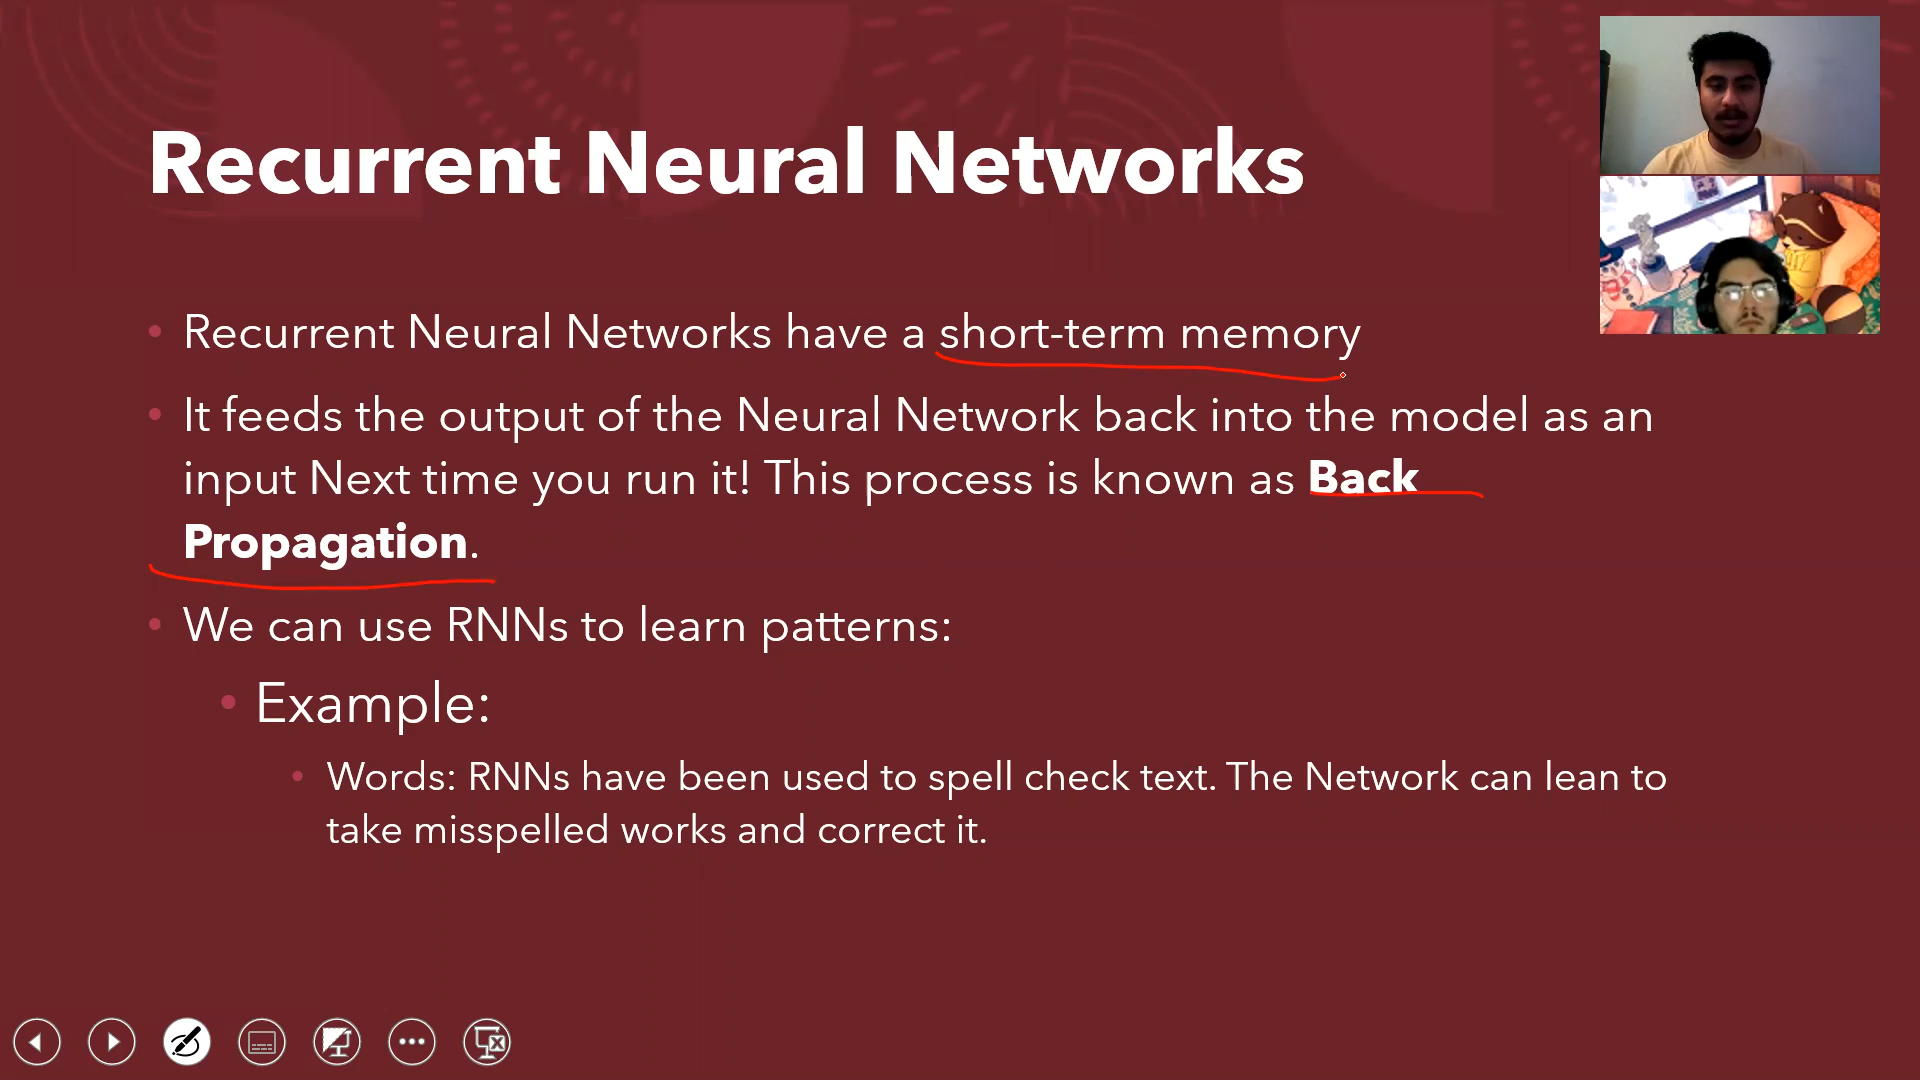 Recurrent Neural Networks
• Recurrent Neural Networks have a short-term memory
• It feeds the output of the Neural Network back into the model as an
input Next time you run it! This process is known as Back
Propagation.
• We can use RNNs to learn patterns:
• Example:
• Words: RNNs have been used to spell check text. The Network can lean to
take misspelled works and correct it.